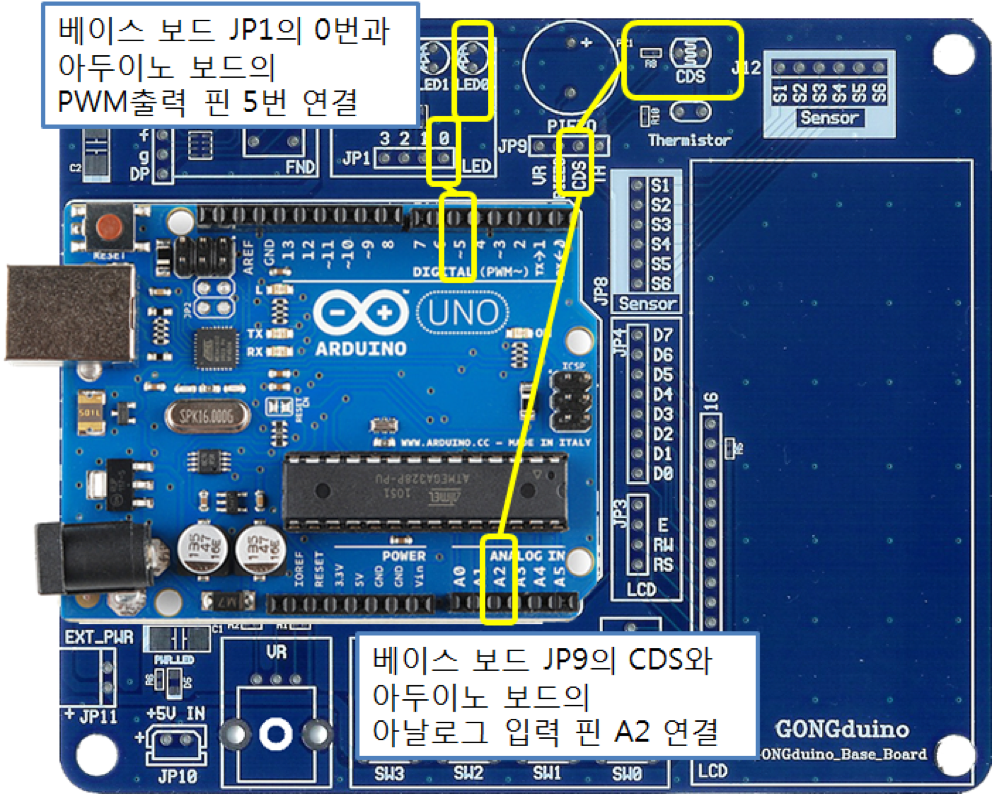 베이스 보드 JP1의 0번과
아두이노 보드의
PWM출력 핀 5번 연결
LED1
LED0
R8
CDS
J12
S1 S2 S3 S4 S5 S6
Sensor
R10
Thermistor
C2
+
g
DP
FND
3 2 1 0
JP1
LED
+
JP9
VR
CDS
TH
S1
S2
S3
S4
S5
S6
JP8
Sensor
RESET
AREF
GND
13
12
~11
~10
~9
8
7
~5
4
~3
2
TX→1
DIGITAL (PWM~)
JP2
L
TX
RX
UNO
ARDUINO
ON
ICSP
RESET
EN
SPK16.000G
WWW.ARDUINO.CC - MADE IN ITALY
ATMEGA328P-PU
1051
Atmel
JP4
D7
D6
D5
D4
D3
D2
D1
D0
16
JP3
E
RW
RS
LCD
POWER
ANALOG IN
IOREF
RESET
3.3V
5V
GND
GND
Vin
A0
A1
A2
A3
A4
A5
M7
EXT_PWR
C1
PWR_LED
VR
+ JP11
+5V IN
+
JP10
베이스 보드 JP9의 CDS와
아두이노 보드의
아날로그 입력 핀 A2 연결
SW3
SW2
SW1
SW0
LCD
GONGduino
GONGduino_Base_Board